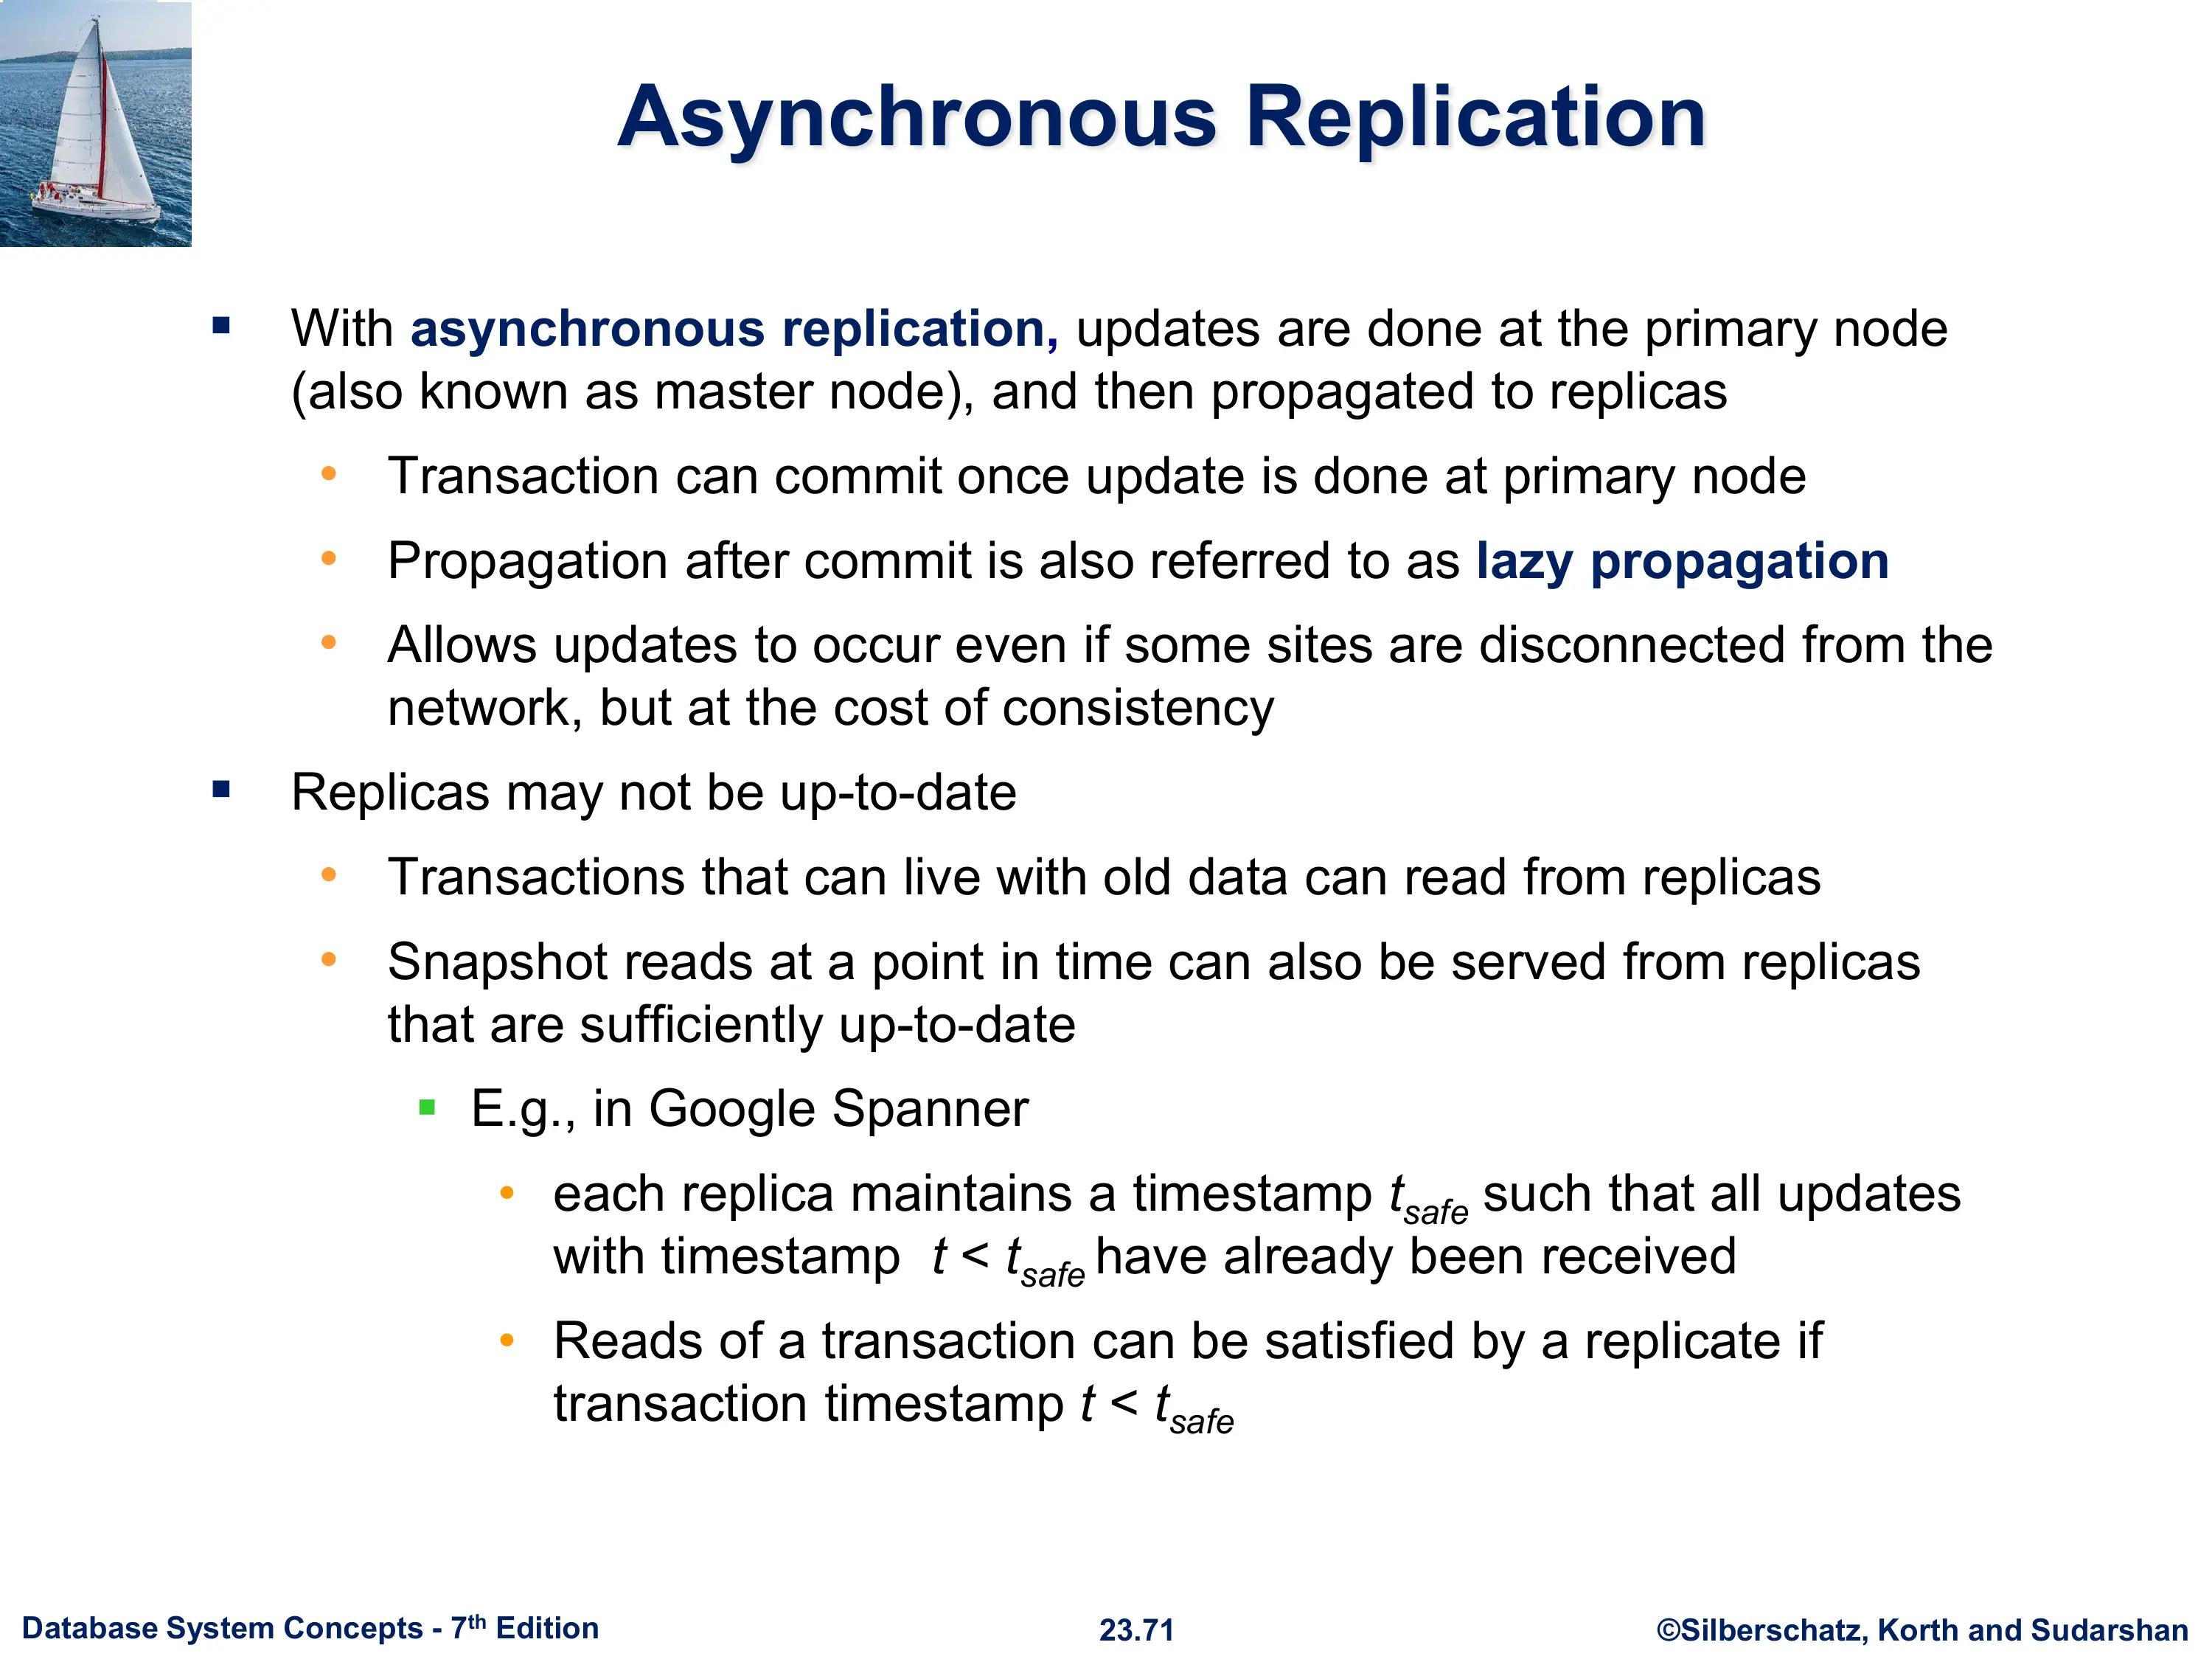 Asynchronous Replication
▪ With asynchronous replication, updates are done at the primary node
(also known as master node), and then propagated to replicas
• Transaction can commit once update is done at primary node
• Propagation after commit is also referred to as lazy propagation
• Allows updates to occur even if some sites are disconnected from the
network, but at the cost of consistency
▪ Replicas may not be up-to-date
• Transactions that can live with old data can read from replicas
• Snapshot reads at a point in time can also be served from replicas
that are sufficiently up-to-date
▪ E.g., in Google Spanner
• each replica maintains a timestamp t_safe such that all updates
with timestamp t < t_safe have already been received
• Reads of a transaction can be satisfied by a replicate if
transaction timestamp t < t_safe
Database System Concepts - 7th Edition
23.71
©Silberschatz, Korth and Sudarshan